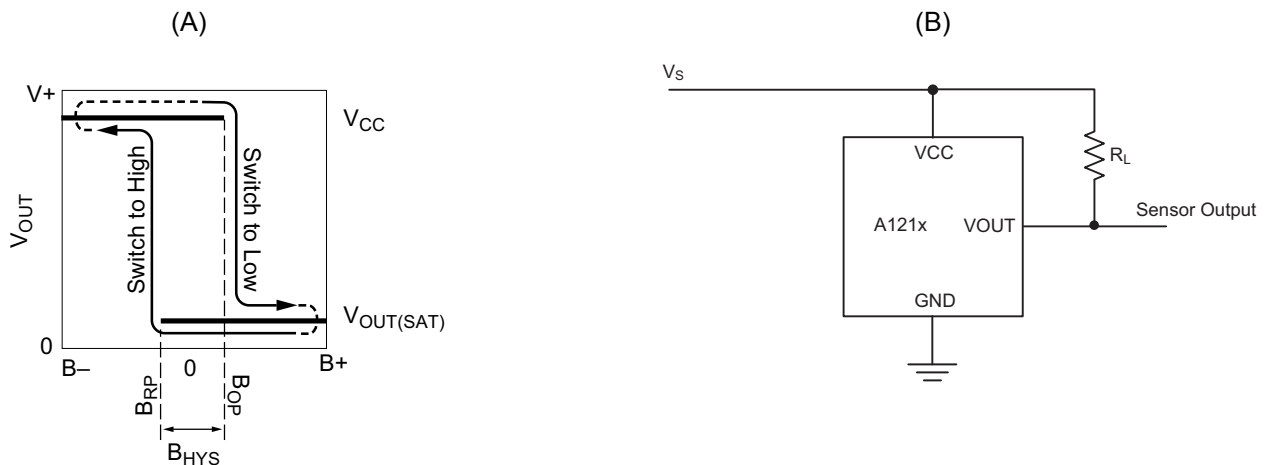 (A)
(B)
V+
VCC
Switch to High
Switch to Low
VOUT
VOUT(SAT)
0
B–
0
B+
BRP
BOP
BHYS
VS
VCC
RL
A121x
VOUT
Sensor Output
GND